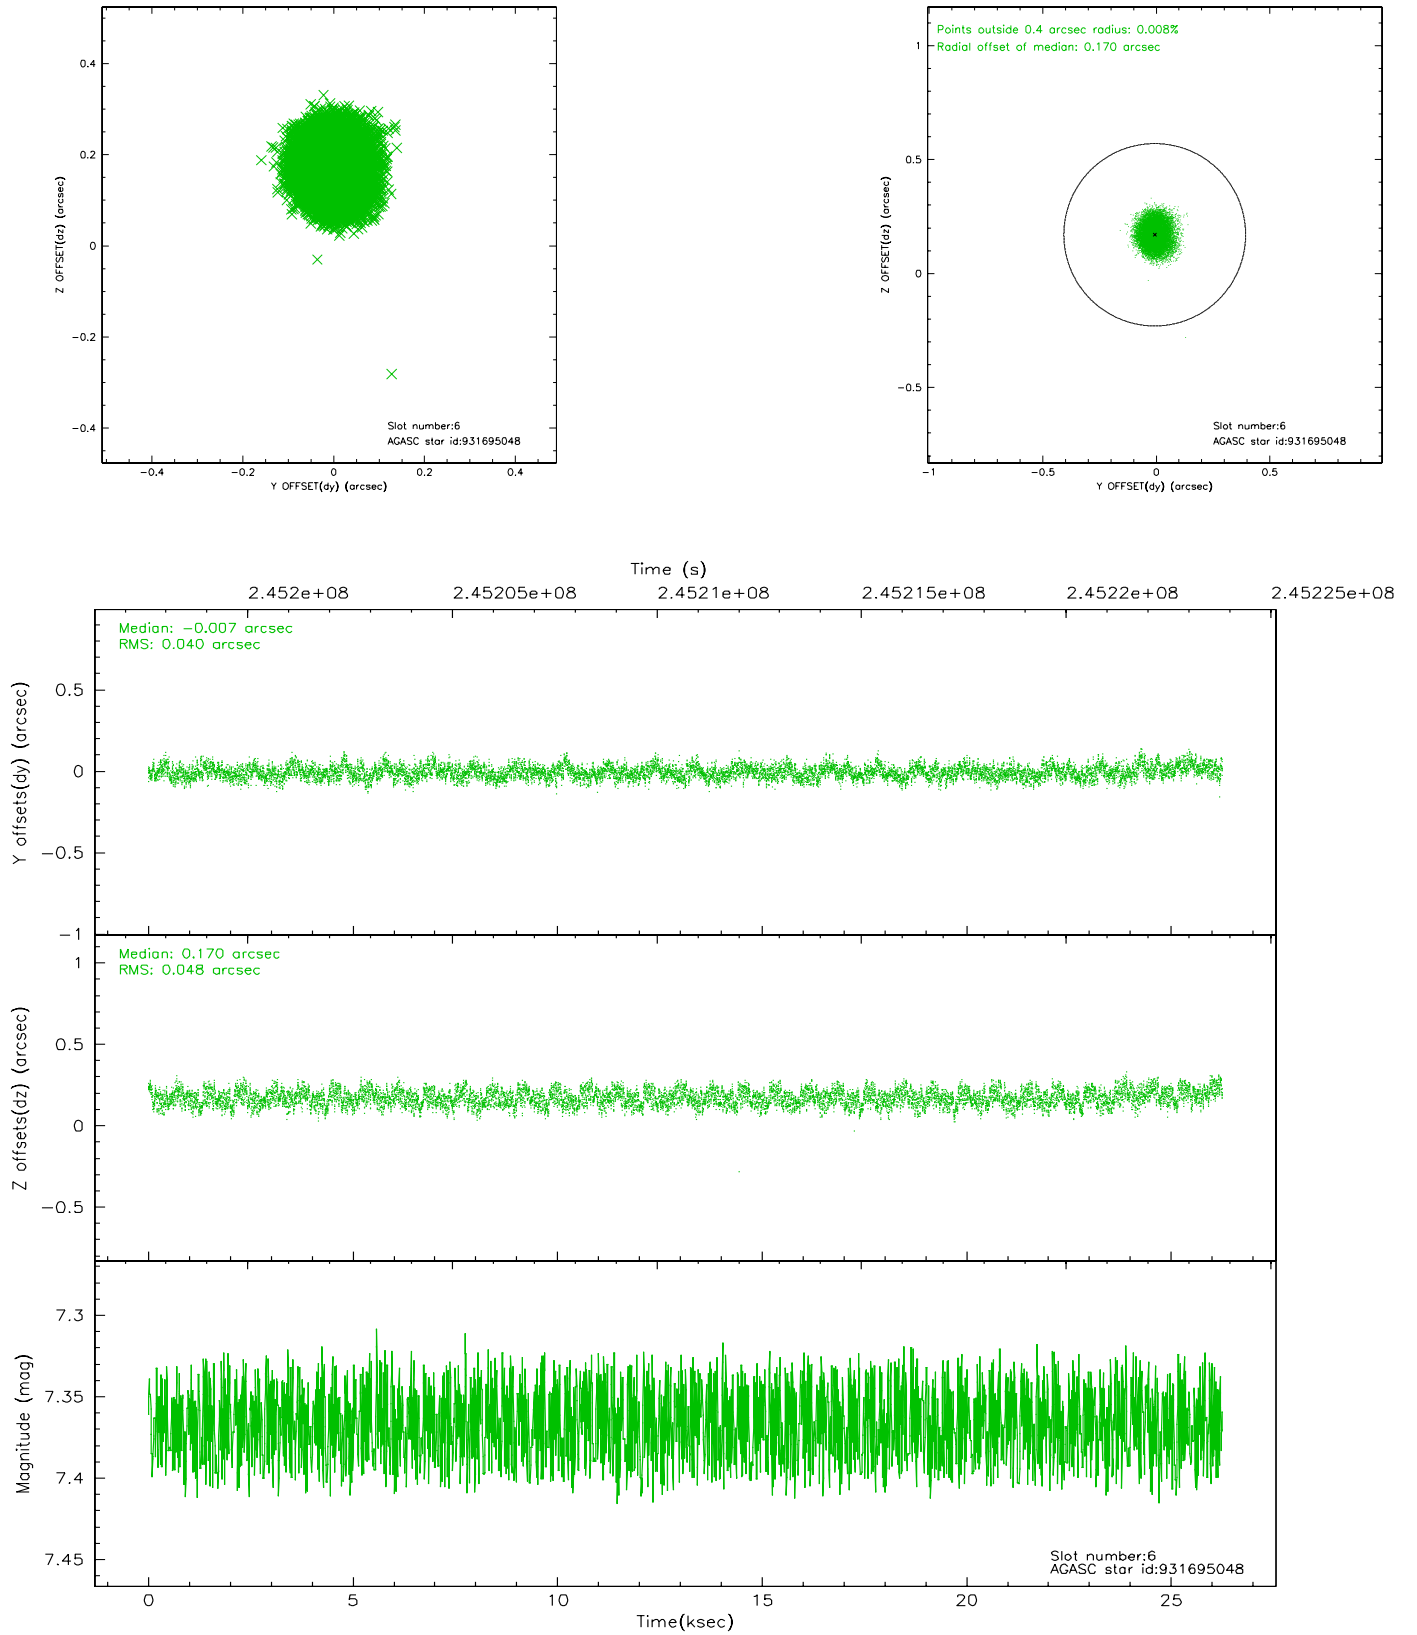 0.4
0.2
0
−0.2
−0.4
Z OFFSET(dz) (arcsec)
Slot number:6
AGASC star id:931695048
−0.4 −0.2 0 0.2 0.4
Y OFFSET(dy) (arcsec)
Points outside 0.4 arcsec radius: 0.008%
Radial offset of median: 0.170 arcsec
1
0.5
0
−0.5
Z OFFSET(dz) (arcsec)
Slot number:6
AGASC star id:931695048
−1 −0.5 0 0.5
Y OFFSET(dy) (arcsec)
Time (s)
2.452e+08 2.45205e+08 2.4521e+08 2.45215e+08 2.4522e+08 2.45225e+08
Median: −0.007 arcsec
RMS: 0.040 arcsec
0.5
0
−0.5
−1
Y offsets(dy) (arcsec)
Median: 0.170 arcsec
RMS: 0.048 arcsec
1
0.5
0
−0.5
Z offsets(dz) (arcsec)
7.3
7.35
7.4
7.45
Magnitude (mag)
Slot number:6
AGASC star id:931695048
0 5 10 15 20 25
Time(ksec)